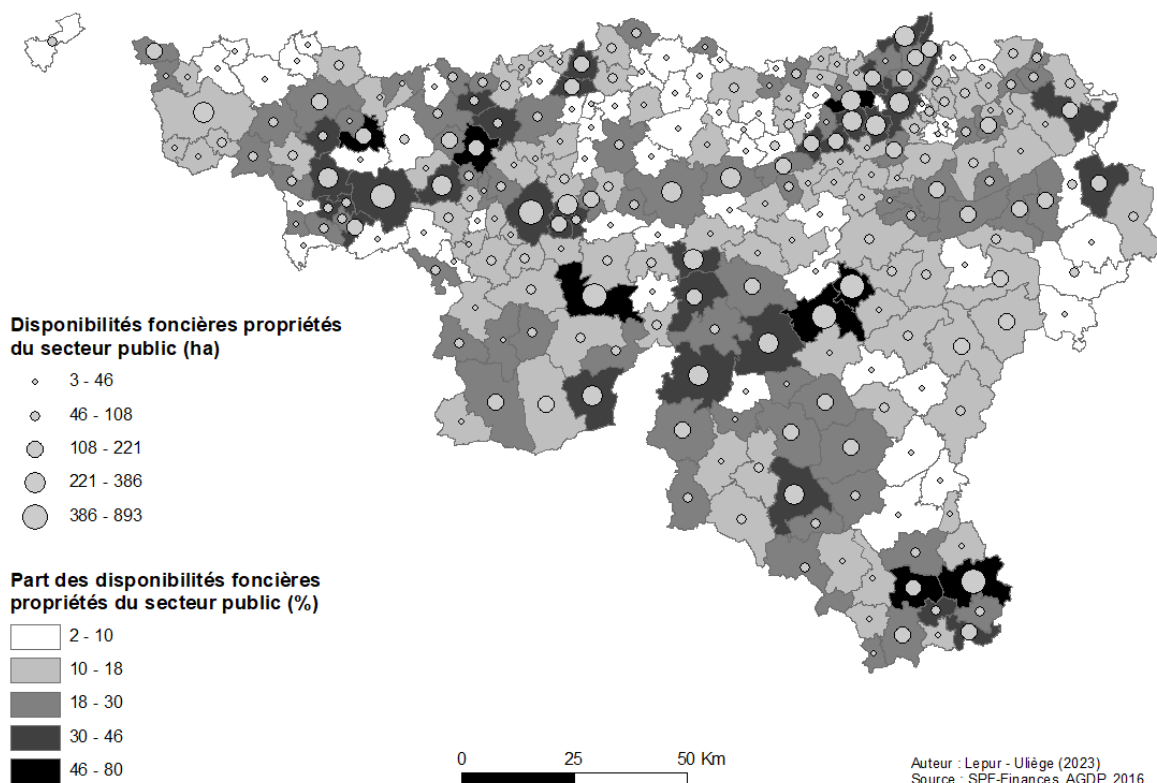 Disponibilités foncières propriétés
du secteur public (ha)
3 - 46
46 - 108
108 - 221
221 - 386
386 - 893
Part des disponibilités foncières
propriétés du secteur public (%)
2 - 10
10 - 18
18 - 30
30 - 46
46 - 80
0 25 50 Km
Auteur : Lepur - Uliège (2023)
Source : SPF-Finances, AGDP, 2016